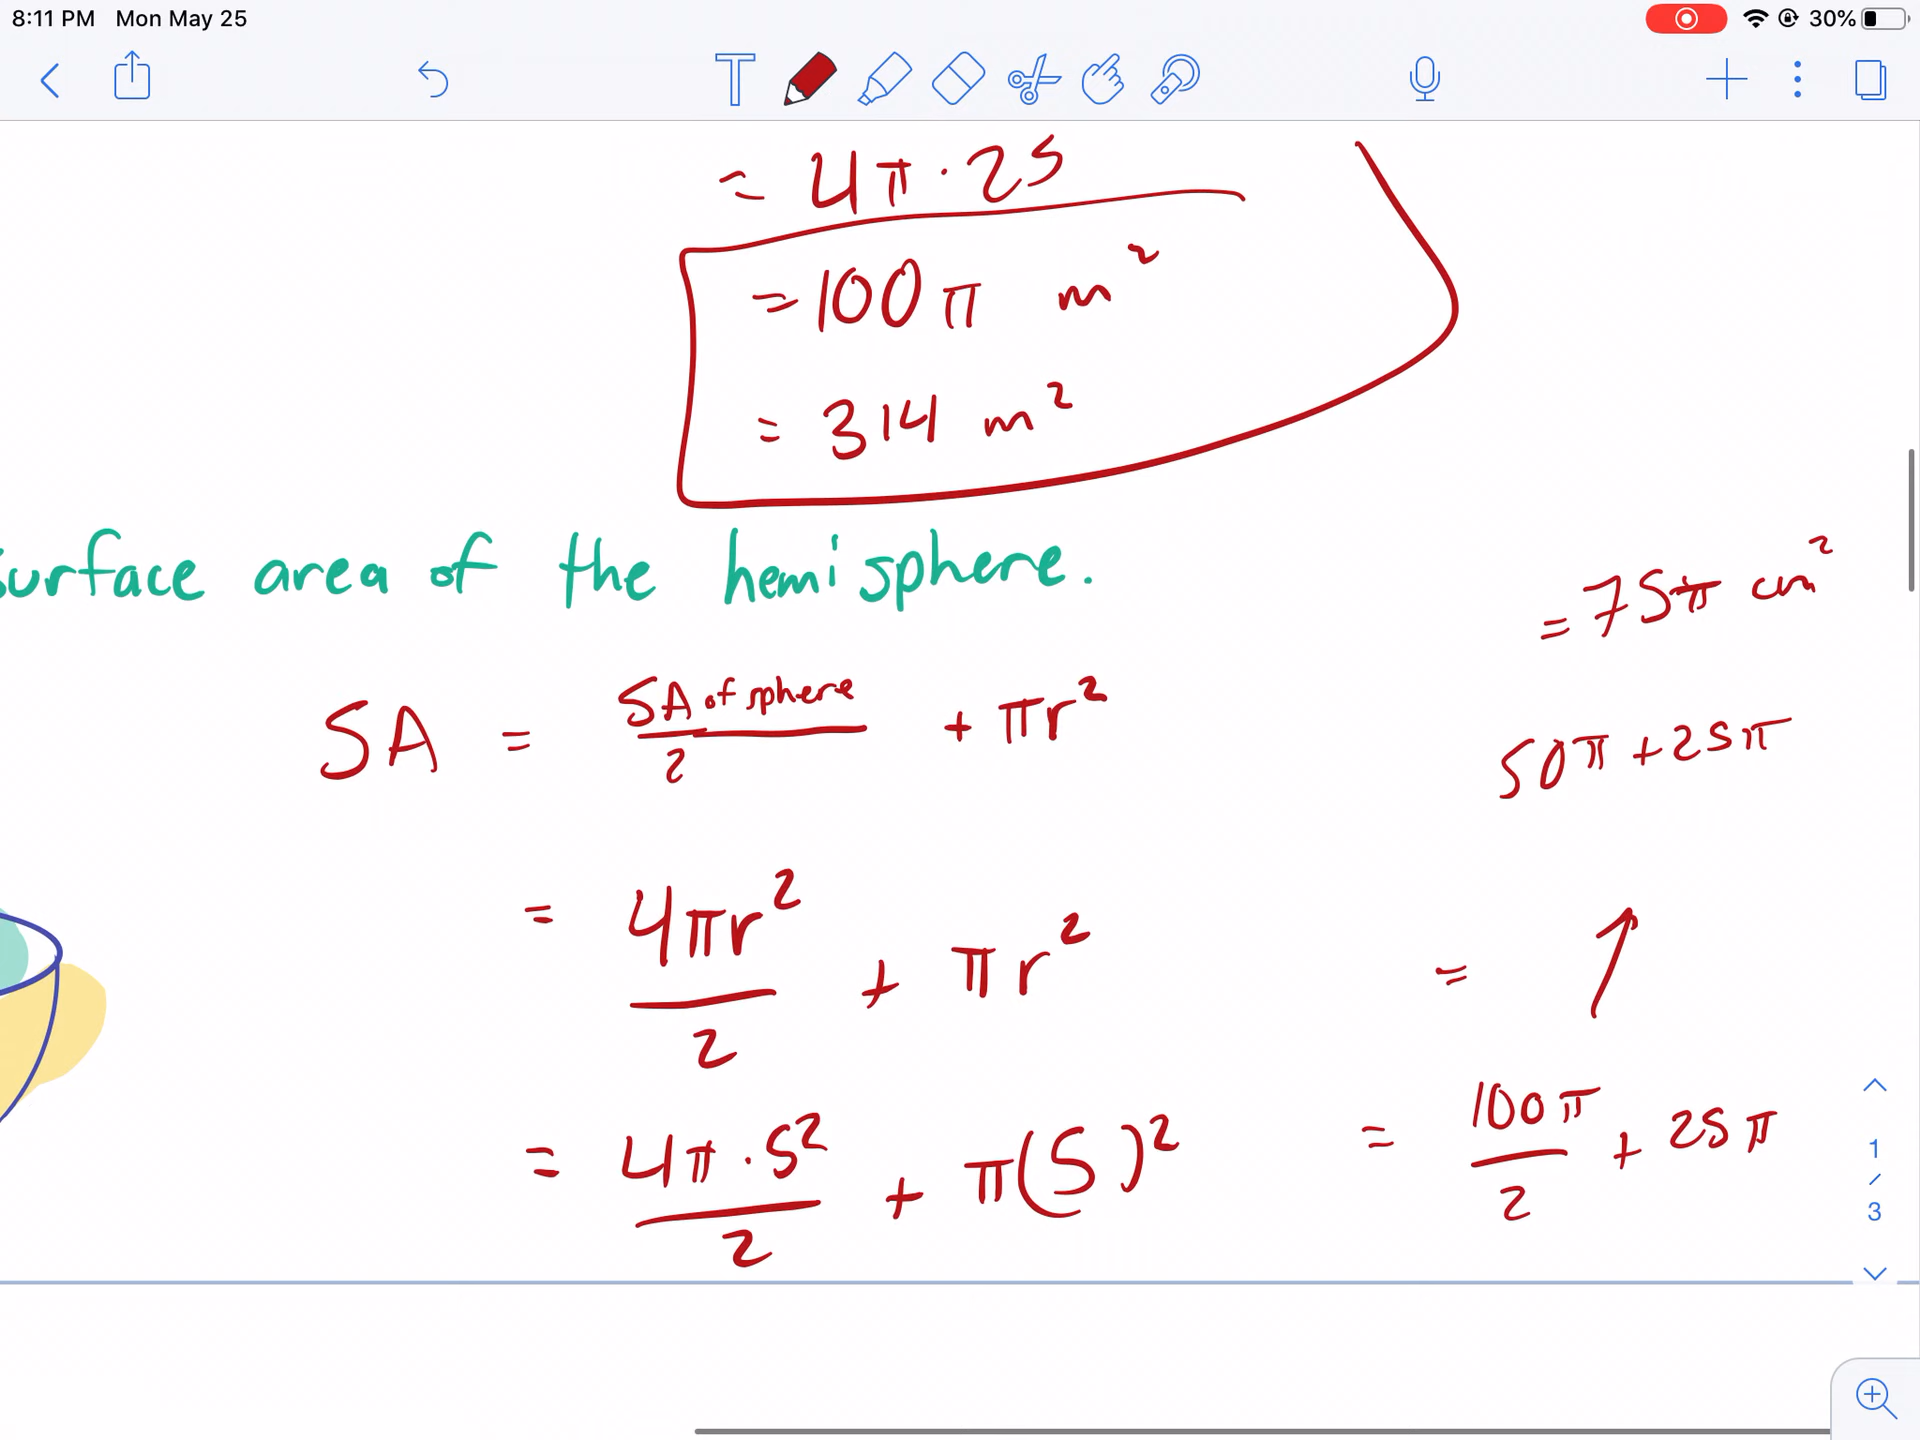 8:11 PM Mon May 25
30%
= 4π · 25
= 100π m²
= 314 m²
surface area of the hemisphere.
= 75π cm²
SA = SA of sphere / 2 + πr²
50π + 25π
= 4πr² / 2 + πr²
= ↑
= 4π · 5² / 2 + π(5)²
= 100π / 2 + 25π
1
/
3